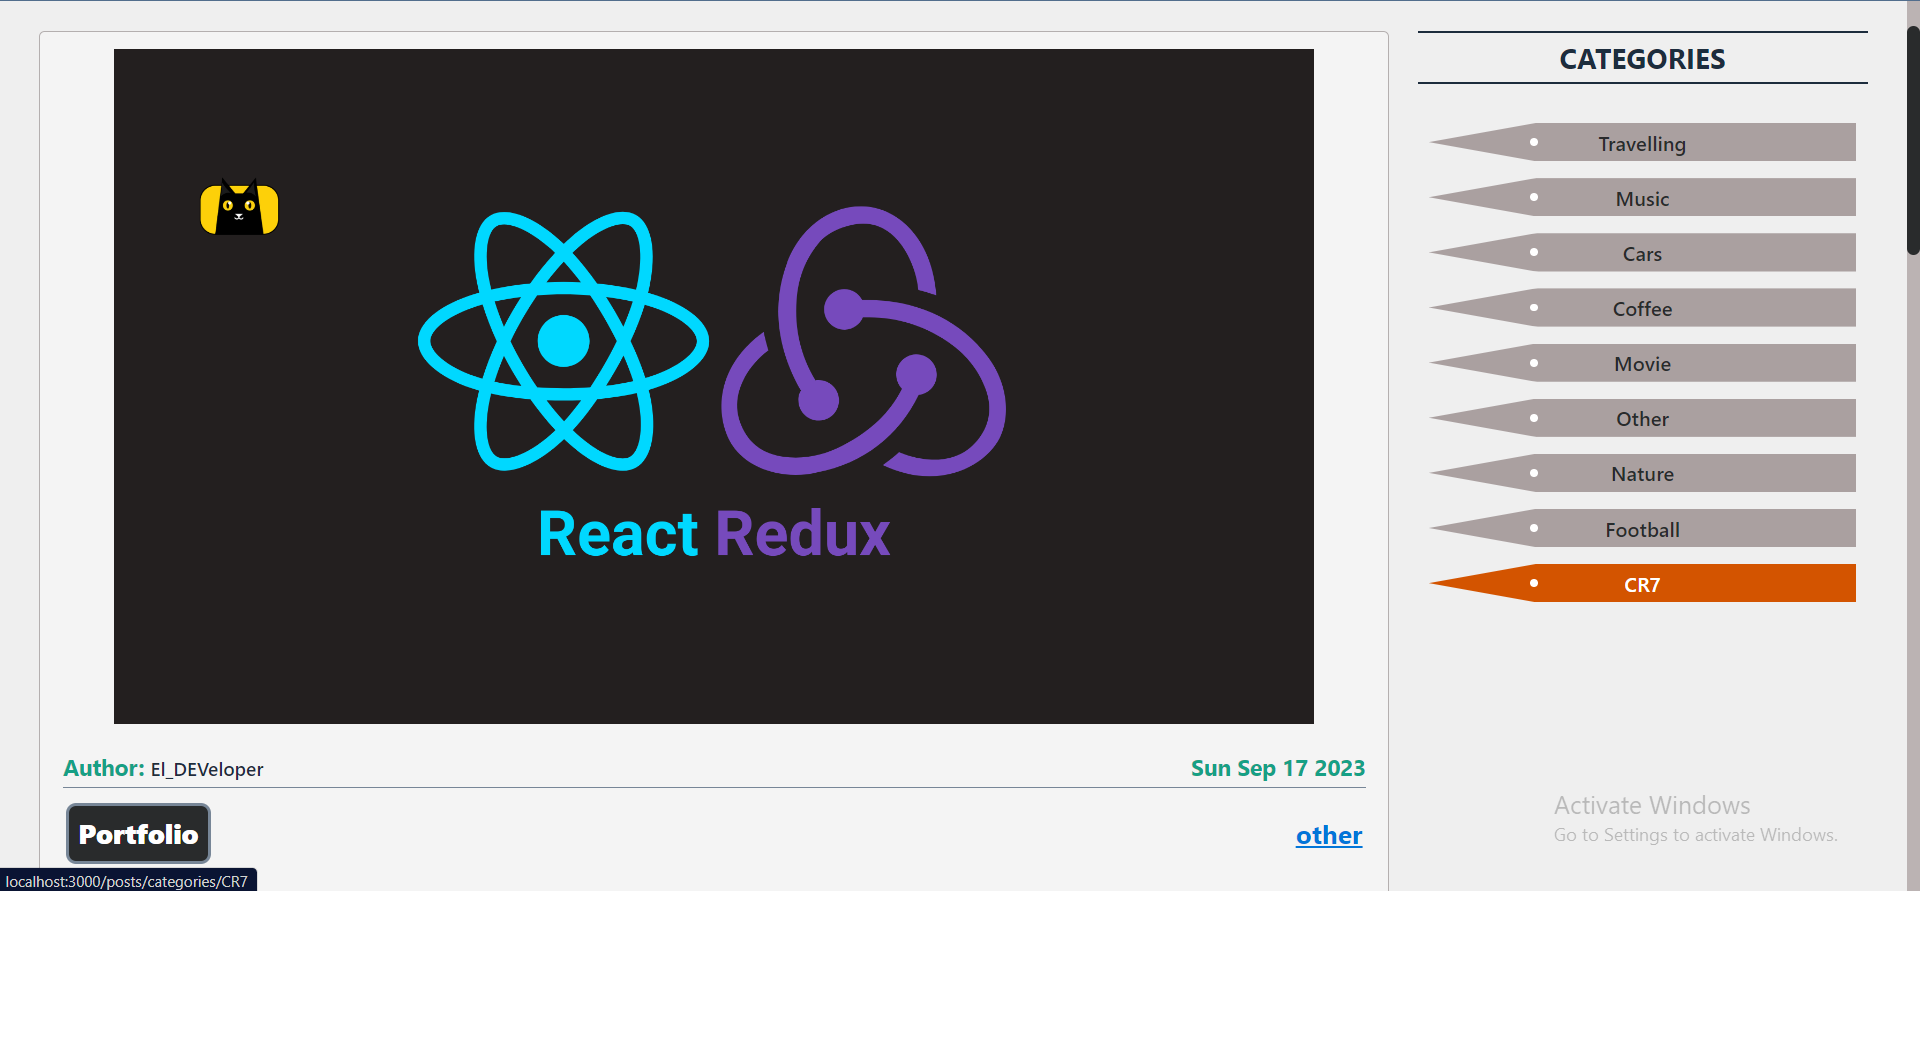 React Redux
Author: El_DEVeloper
Sun Sep 17 2023
Portfolio
other
CATEGORIES
Travelling
Music
Cars
Coffee
Movie
Other
Nature
Football
CR7
Activate Windows
Go to Settings to activate Windows.
localhost:3000/posts/categories/CR7